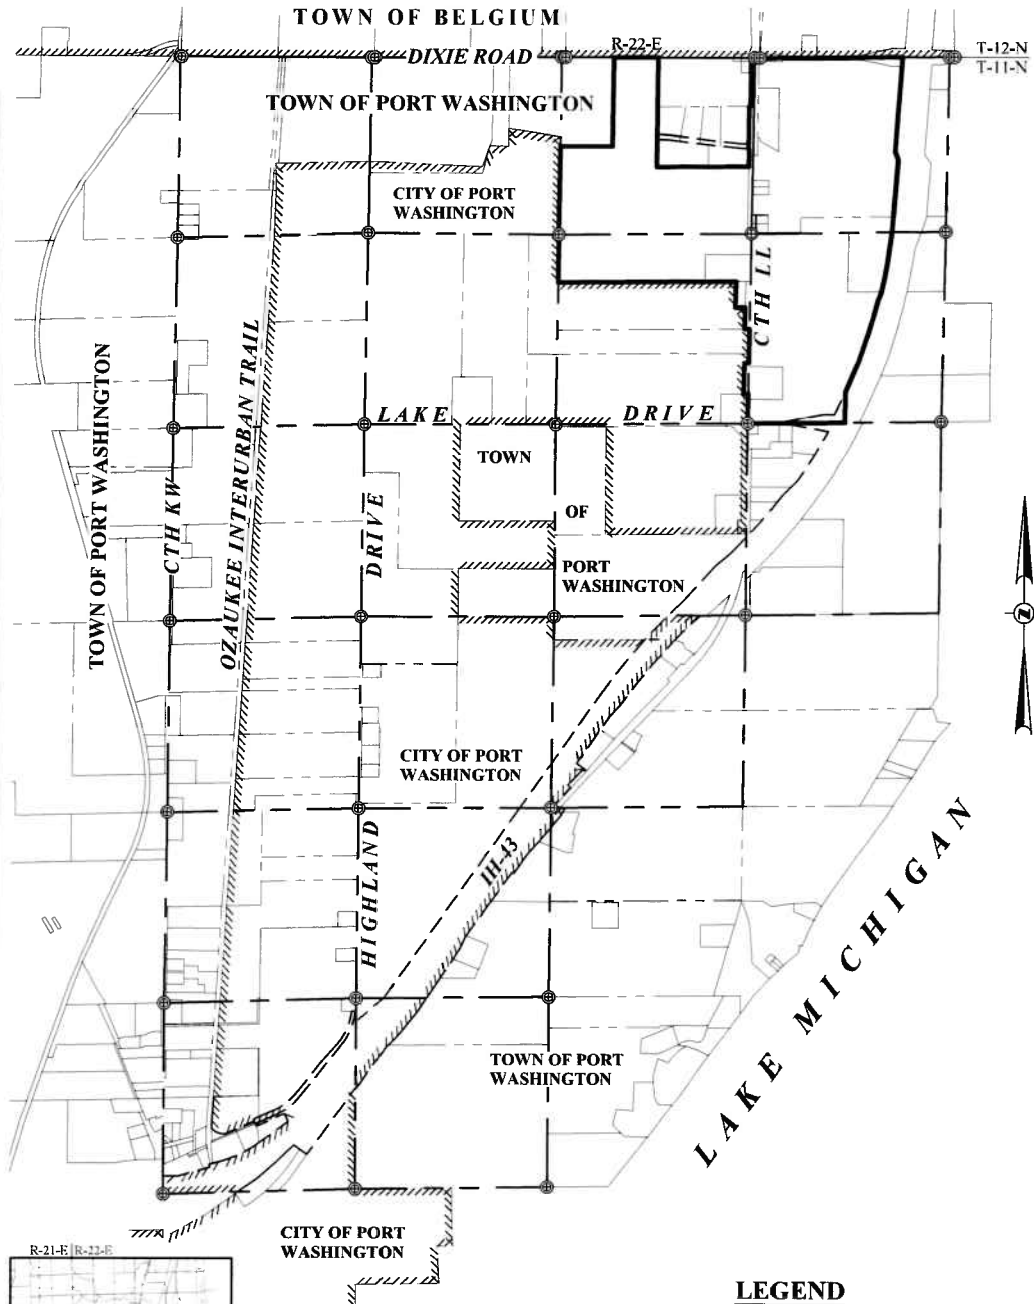 TOWN OF BELGIUM
R-22-E
DIXIE ROAD
T-12-N
T-11-N
TOWN OF PORT WASHINGTON
CITY OF PORT
WASHINGTON
CTH LL
OZAUKEE INTERURBAN TRAIL
TOWN OF PORT WASHINGTON
CTH KW
LAKE DRIVE
TOWN
OF
PORT
WASHINGTON
HIGHLAND DRIVE
N
CITY OF PORT
WASHINGTON
IH-43
LAKE MICHIGAN
TOWN OF PORT
WASHINGTON
CITY OF PORT
WASHINGTON
R-21-E R-22-E
LEGEND